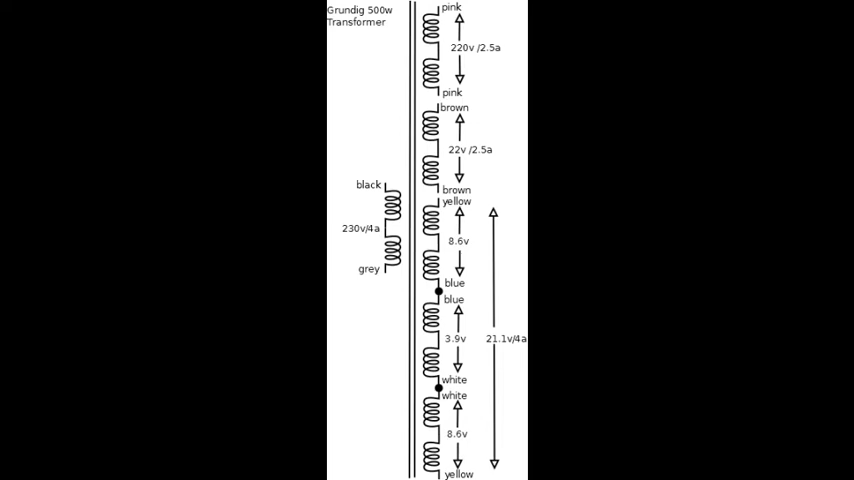 Grundig 500w
Transformer
pink
220v /2.5a
pink
brown
22v /2.5a
brown
black
230v/4a
grey
yellow
8.6v
blue
blue
3.9v
21.1v/4a
white
white
8.6v
yellow